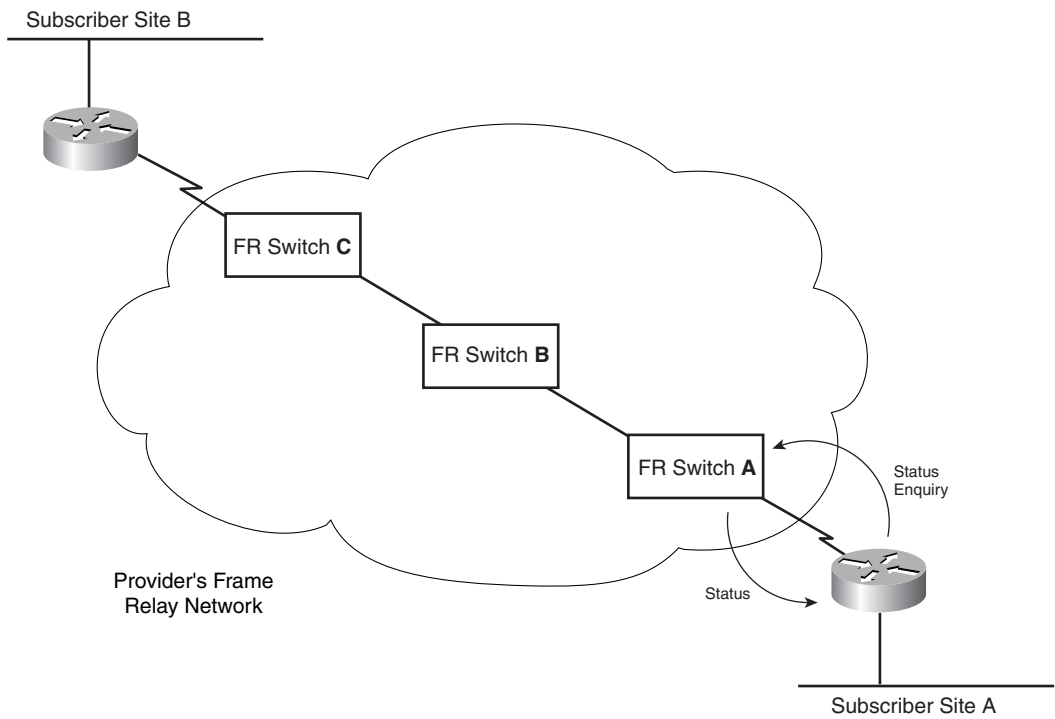 Subscriber Site B
FR Switch C
FR Switch B
FR Switch A
Status
Enquiry
Status
Provider's Frame
Relay Network
Subscriber Site A